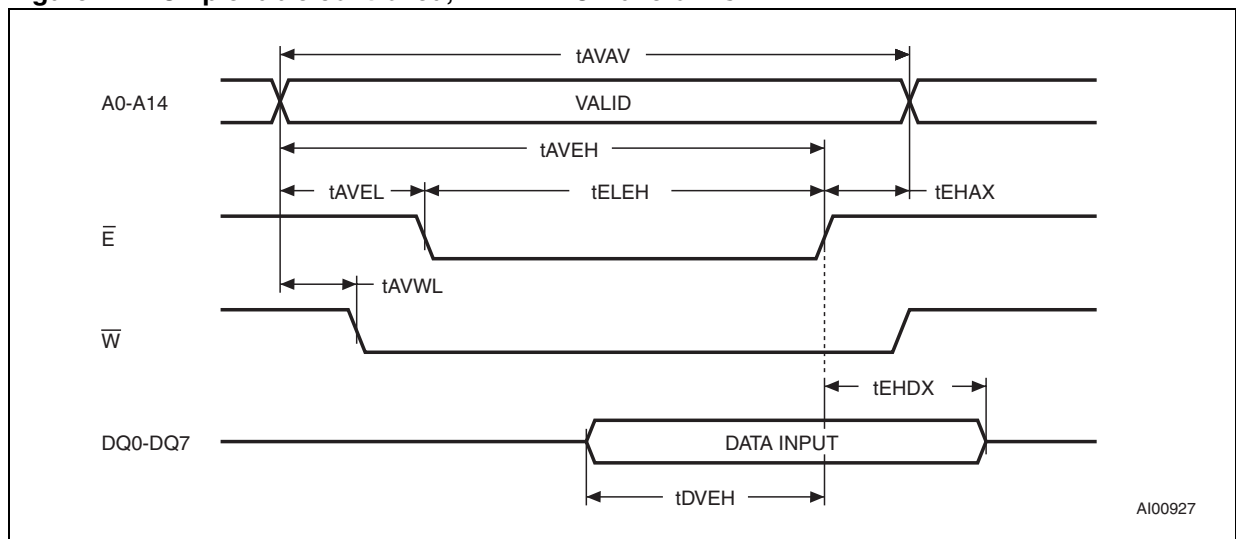 tAVAV
A0-A14
VALID
tAVEH
tAVEL
tELEH
tEHAX
E̅
tAVWL
W̅
tEHDX
DQ0-DQ7
DATA INPUT
tDVEH
AI00927